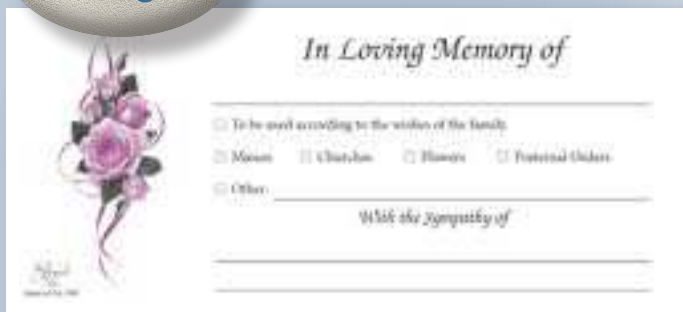 In Loving Memory of
To be used according to the wishes of the family
Masses Churches Flowers Fraternal Orders
Other
With the Sympathy of